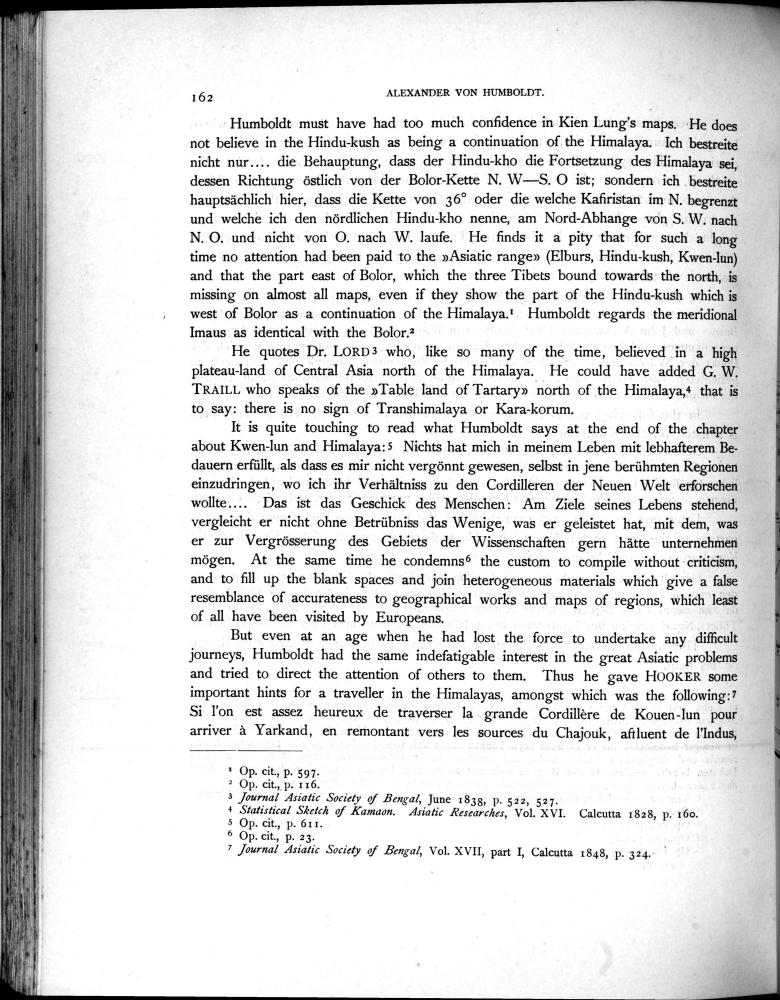 162
ALEXANDER VON HUMBOLDT.
Humboldt must have had too much confidence in Kien Lung's maps. He does
not believe in the Hindu-kush as being a continuation of the Himalaya. Ich bestreite
nicht nur.... die Behauptung, dass der Hindu-kho die Fortsetzung des Himalaya sei,
dessen Richtung östlich von der Bolor-Kette N. W—S. O ist; sondern ich bestreite
hauptsächlich hier, dass die Kette von 36° oder die welche Kafiristan im N. begrenzt
und welche ich den nördlichen Hindu-kho nenne, am Nord-Abhange von S. W. nach
N. O. und nicht von O. nach W. laufe. He finds it a pity that for such a long
time no attention had been paid to the »Asiatic range» (Elburs, Hindu-kush, Kwen-lun)
and that the part east of Bolor, which the three Tibets bound towards the north, is
missing on almost all maps, even if they show the part of the Hindu-kush which is
west of Bolor as a continuation of the Himalaya.¹ Humboldt regards the meridional
Imaus as identical with the Bolor.²
He quotes Dr. LORD³ who, like so many of the time, believed in a high
plateau-land of Central Asia north of the Himalaya. He could have added G. W.
TRAILL who speaks of the »Table land of Tartary» north of the Himalaya,⁴ that is
to say: there is no sign of Transhimalaya or Kara-korum.
It is quite touching to read what Humboldt says at the end of the chapter
about Kwen-lun and Himalaya:⁵ Nichts hat mich in meinem Leben mit lebhafterem Be-
dauern erfüllt, als dass es mir nicht vergönnt gewesen, selbst in jene berühmten Regionen
einzudringen, wo ich ihr Verhältniss zu den Cordilleren der Neuen Welt erforschen
wollte.... Das ist das Geschick des Menschen: Am Ziele seines Lebens stehend,
vergleicht er nicht ohne Betrübniss das Wenige, was er geleistet hat, mit dem, was
er zur Vergrösserung des Gebiets der Wissenschaften gern hätte unternehmen
mögen. At the same time he condemns⁶ the custom to compile without criticism,
and to fill up the blank spaces and join heterogeneous materials which give a false
resemblance of accurateness to geographical works and maps of regions, which least
of all have been visited by Europeans.
But even at an age when he had lost the force to undertake any difficult
journeys, Humboldt had the same indefatigable interest in the great Asiatic problems
and tried to direct the attention of others to them. Thus he gave HOOKER some
important hints for a traveller in the Himalayas, amongst which was the following:⁷
Si l'on est assez heureux de traverser la grande Cordillère de Kouen-lun pour
arriver à Yarkand, en remontant vers les sources du Chajouk, affluent de l'Indus,
¹ Op. cit., p. 597.
² Op. cit., p. 116.
³ Journal Asiatic Society of Bengal, June 1838, p. 522, 527.
⁴ Statistical Sketch of Kamaon. Asiatic Researches, Vol. XVI. Calcutta 1828, p. 160.
⁵ Op. cit., p. 611.
⁶ Op. cit., p. 23.
⁷ Journal Asiatic Society of Bengal, Vol. XVII, part I, Calcutta 1848, p. 324.